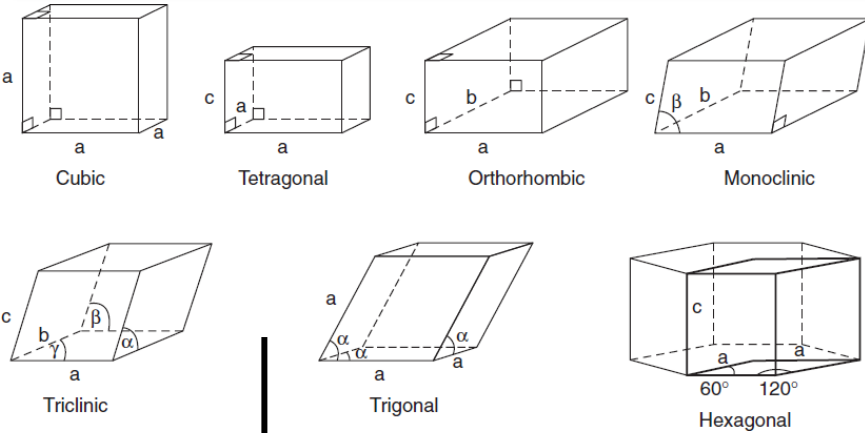 a
a
a
Cubic
c
a
a
Tetragonal
c
b
a
Orthorhombic
c
β
b
a
Monoclinic
c
b
γ
β
α
a
Triclinic
a
α
α
α
a
a
Trigonal
c
a
a
60° 120°
Hexagonal